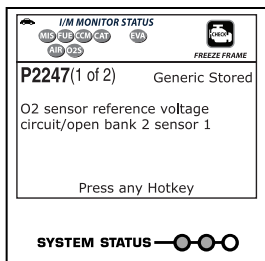 I/M MONITOR STATUS
MIS FUE CCM CAT EVA
AIR O2S
CHECK
FREEZE FRAME
P2247(1 of 2) Generic Stored
O2 sensor reference voltage
circuit/open bank 2 sensor 1
Press any Hotkey
SYSTEM STATUS